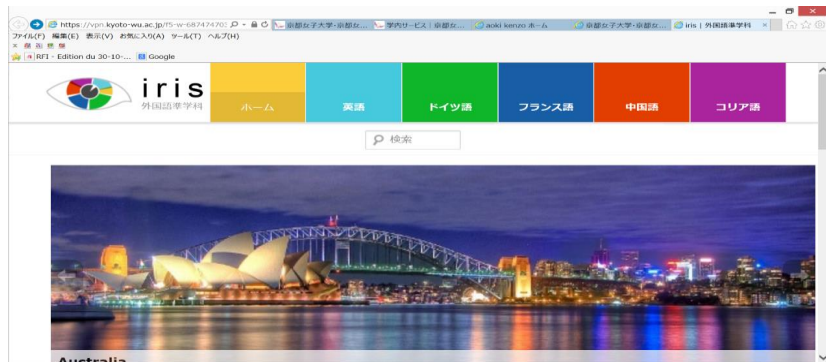 https://vpn.kyoto-wu.ac.jp/f5-w-687474703
京都女子大学・京都女...
学内サービス | 京都女...
aoki kenzo ホーム
京都女子大学・京都女...
iris | 外国語準学科
ファイル(F) 編集(E) 表示(V) お気に入り(A) ツール(T) ヘルプ(H)
RFI - Edition du 30-10-...
Google
iris
外国語準学科
ホーム
英語
ドイツ語
フランス語
中国語
コリア語
検索
Australia